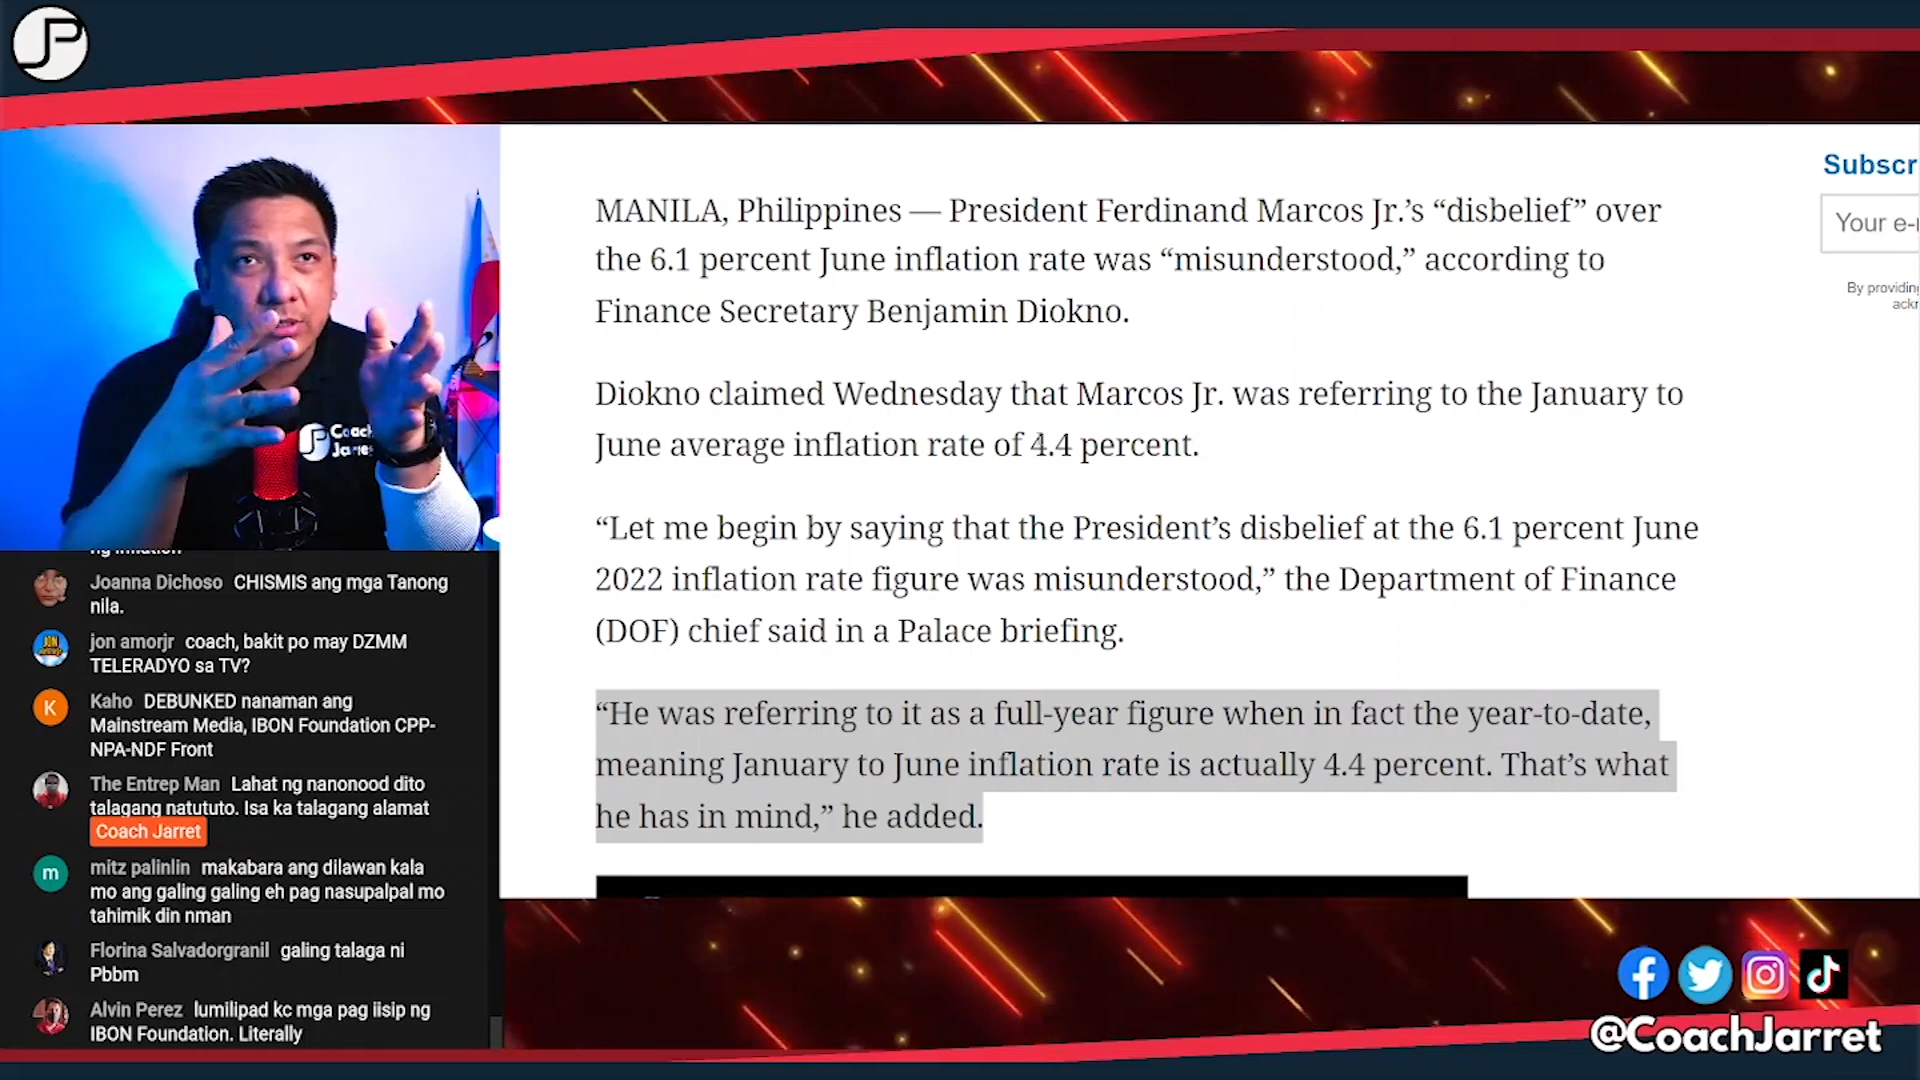 JP
Subscr
Your e-
By providin
ackr
MANILA, Philippines — President Ferdinand Marcos Jr.’s “disbelief” over
the 6.1 percent June inflation rate was “misunderstood,” according to
Finance Secretary Benjamin Diokno.
Diokno claimed Wednesday that Marcos Jr. was referring to the January to
June average inflation rate of 4.4 percent.
“Let me begin by saying that the President’s disbelief at the 6.1 percent June
2022 inflation rate figure was misunderstood,” the Department of Finance
(DOF) chief said in a Palace briefing.
“He was referring to it as a full-year figure when in fact the year-to-date,
meaning January to June inflation rate is actually 4.4 percent. That’s what
he has in mind,” he added.
Coach
Jarret
ng inflation
Joanna Dichoso CHISMIS ang mga Tanong
nila.
jon amorjr coach, bakit po may DZMM
TELERADYO sa TV?
K
Kaho DEBUNKED nanaman ang
Mainstream Media, IBON Foundation CPP-
NPA-NDF Front
The Entrep Man Lahat ng nanonood dito
talagang natututo. Isa ka talagang alamat
Coach Jarret
m
mitz palinlin makabara ang dilawan kala
mo ang galing galing eh pag nasupalpal mo
tahimik din nman
Florina Salvadorgranil galing talaga ni
Pbbm
Alvin Perez lumilipad kc mga pag iisip ng
IBON Foundation. Literally
@CoachJarret